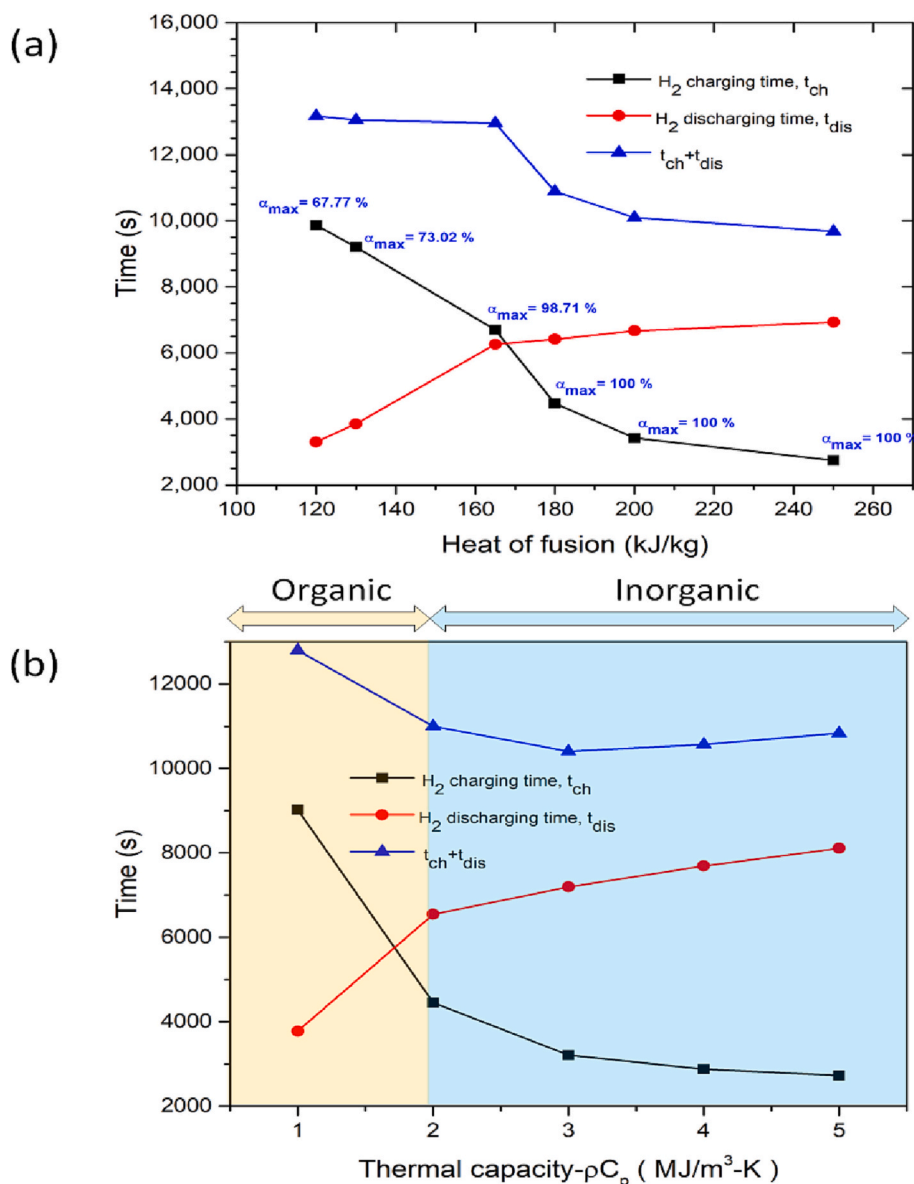 (a)
16,000
14,000
12,000
10,000
8,000
6,000
4,000
2,000
Time (s)
H2 charging time, tch
H2 discharging time, tdis
tch+tdis
αmax= 67.77 %
αmax= 73.02 %
αmax= 98.71 %
αmax= 100 %
αmax= 100 %
αmax= 100 %
100 120 140 160 180 200 220 240 260
Heat of fusion (kJ/kg)
Organic Inorganic
(b)
12000
10000
8000
6000
4000
2000
Time (s)
H2 charging time, tch
H2 discharging time, tdis
tch+tdis
1 2 3 4 5
Thermal capacity-ρCp ( MJ/m³-K )